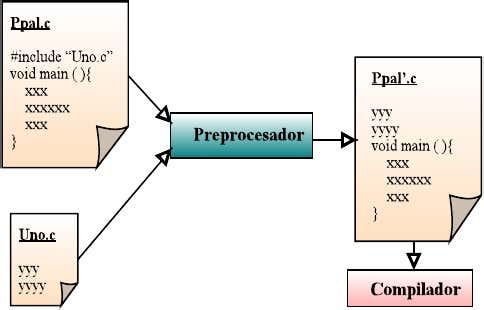 Ppal.c
#include “Uno.c”
void main ( ){
xxx
xxxxxx
xxx
}
Uno.c
yyy
yyyy
Preprocesador
Ppal’.c
yyy
yyyy
void main ( ){
xxx
xxxxxx
xxx
}
Compilador